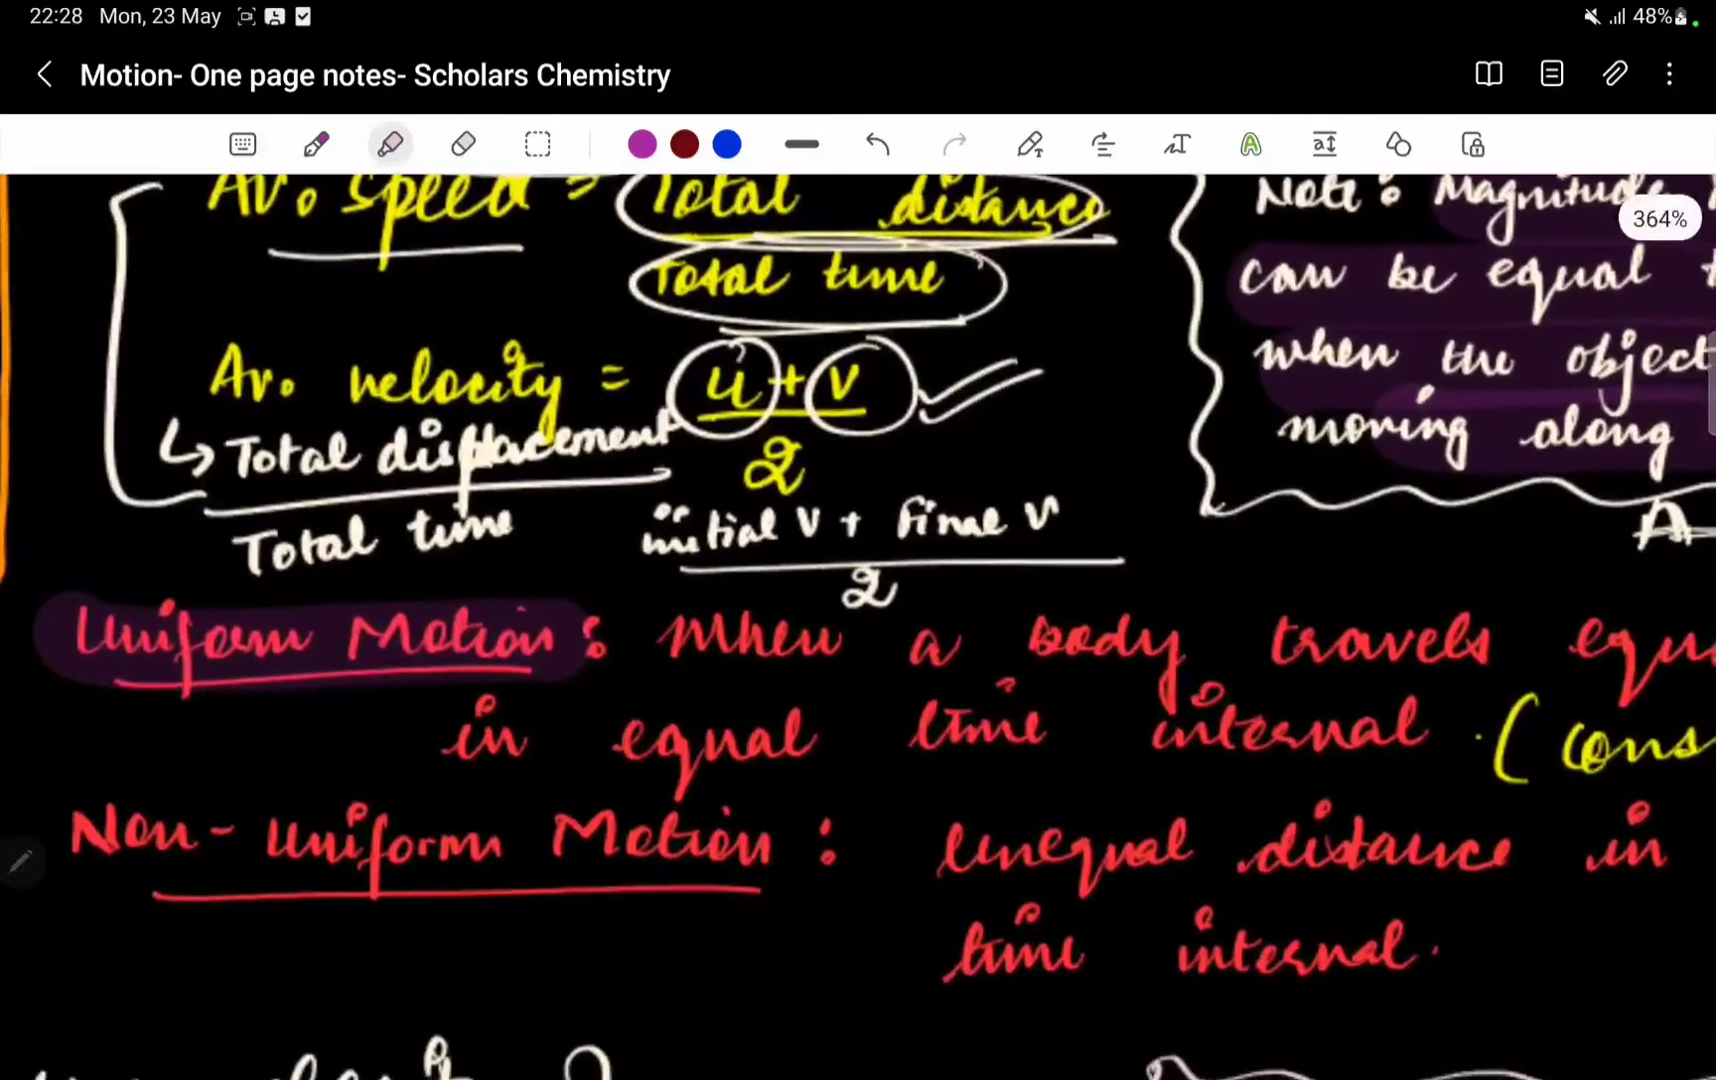 22:28 Mon, 23 May 48%
Motion- One page notes- Scholars Chemistry
364%
Av. speed = Total distance
Total time
Av. velocity = u + v
2
↳ Total displacement
Total time
initial v + final v
2
Note: Magnitude
can be equal
when the object
moving along
A
Uniform Motion: When a body travels equ
in equal time interval. (cons
Non-Uniform Motion: Unequal distance in
time interval.